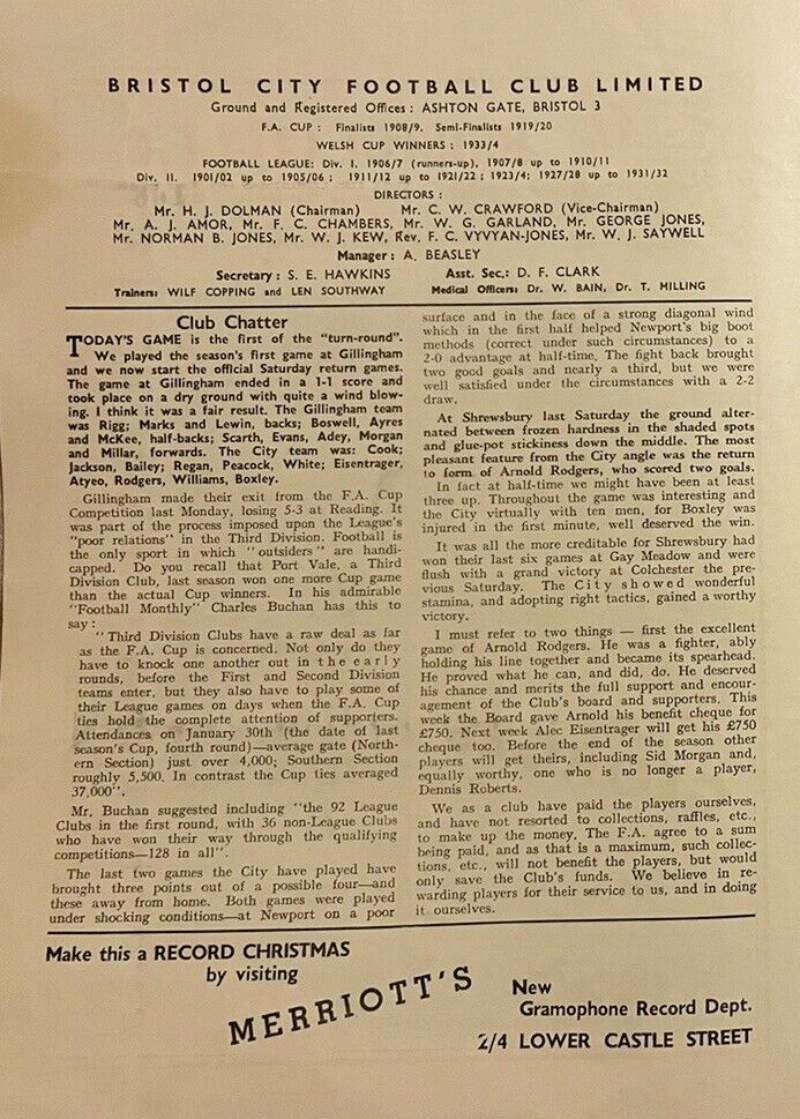 BRISTOL CITY FOOTBALL CLUB LIMITED
Ground and Registered Offices: ASHTON GATE, BRISTOL 3
F.A. CUP: Finalists 1908/9. Semi-Finalists 1919/20
WELSH CUP WINNERS: 1933/4
FOOTBALL LEAGUE: Div. I. 1906/7 (runners-up), 1907/8 up to 1910/11
Div. II. 1901/02 up to 1905/06; 1911/12 up to 1921/22; 1923/4; 1927/28 up to 1931/32
DIRECTORS:
Mr. H. J. DOLMAN (Chairman) Mr. C. W. CRAWFORD (Vice-Chairman)
Mr. A. J. AMOR, Mr. F. C. CHAMBERS, Mr. W. G. GARLAND, Mr. GEORGE JONES,
Mr. NORMAN B. JONES, Mr. W. J. KEW, Rev. F. C. VYVYAN-JONES, Mr. W. J. SAYWELL
Manager: A. BEASLEY
Secretary: S. E. HAWKINS Asst. Sec.: D. F. CLARK
Trainers: WILF COPPING and LEN SOUTHWAY Medical Officers: Dr. W. BAIN, Dr. T. MILLING
Club Chatter
TODAY'S GAME is the first of the "turn-round".
We played the season's first game at Gillingham
and we now start the official Saturday return games.
The game at Gillingham ended in a 1-1 score and
took place on a dry ground with quite a wind blow-
ing. I think it was a fair result. The Gillingham team
was Rigg; Marks and Lewin, backs; Boswell, Ayres
and McKee, half-backs; Scarth, Evans, Adey, Morgan
and Millar, forwards. The City team was: Cook;
Jackson, Bailey; Regan, Peacock, White; Eisentrager,
Atyeo, Rodgers, Williams, Boxley.
Gillingham made their exit from the F.A. Cup
Competition last Monday, losing 5-3 at Reading. It
was part of the process imposed upon the League's
"poor relations" in the Third Division. Football is
the only sport in which "outsiders" are handi-
capped. Do you recall that Port Vale, a Third
Division Club, last season won one more Cup game
than the actual Cup winners. In his admirable
"Football Monthly" Charles Buchan has this to
say:
"Third Division Clubs have a raw deal as far
as the F.A. Cup is concerned. Not only do they
have to knock one another out in the early
rounds, before the First and Second Division
teams enter, but they also have to play some of
their League games on days when the F.A. Cup
ties hold the complete attention of supporters.
Attendances on January 30th (the date of last
season's Cup, fourth round)—average gate (North-
ern Section) just over 4,000; Southern Section
roughly 5,500. In contrast the Cup ties averaged
37,000".
Mr. Buchan suggested including "the 92 League
Clubs in the first round, with 36 non-League Clubs
who have won their way through the qualifying
competitions—128 in all".
The last two games the City have played have
brought three points out of a possible four—and
these away from home. Both games were played
under shocking conditions—at Newport on a poor
surface and in the face of a strong diagonal wind
which in the first half helped Newport's big boot
methods (correct under such circumstances) to a
2-0 advantage at half-time. The fight back brought
two good goals and nearly a third, but we were
well satisfied under the circumstances with a 2-2
draw.
At Shrewsbury last Saturday the ground alter-
nated between frozen hardness in the shaded spots
and glue-pot stickiness down the middle. The most
pleasant feature from the City angle was the return
to form of Arnold Rodgers, who scored two goals.
In fact at half-time we might have been at least
three up. Throughout the game was interesting and
the City virtually with ten men, for Boxley was
injured in the first minute, well deserved the win.
It was all the more creditable for Shrewsbury had
won their last six games at Gay Meadow and were
flush with a grand victory at Colchester the pre-
vious Saturday. The City showed wonderful
stamina, and adopting right tactics, gained a worthy
victory.
I must refer to two things — first the excellent
game of Arnold Rodgers. He was a fighter, ably
holding his line together and became its spearhead.
He proved what he can, and did, do. He deserved
his chance and merits the full support and encour-
agement of the Club's board and supporters. This
week the Board gave Arnold his benefit cheque for
£750. Next week Alec Eisentrager will get his £750
cheque too. Before the end of the season other
players will get theirs, including Sid Morgan and,
equally worthy, one who is no longer a player,
Dennis Roberts.
We as a club have paid the players ourselves,
and have not resorted to collections, raffles, etc.,
to make up the money. The F.A. agree to a sum
being paid, and as that is a maximum, such collec-
tions, etc., will not benefit the players, but would
only save the Club's funds. We believe in re-
warding players for their service to us, and in doing
it ourselves.
Make this a RECORD CHRISTMAS
by visiting
MERRIOTT'S
New
Gramophone Record Dept.
2/4 LOWER CASTLE STREET